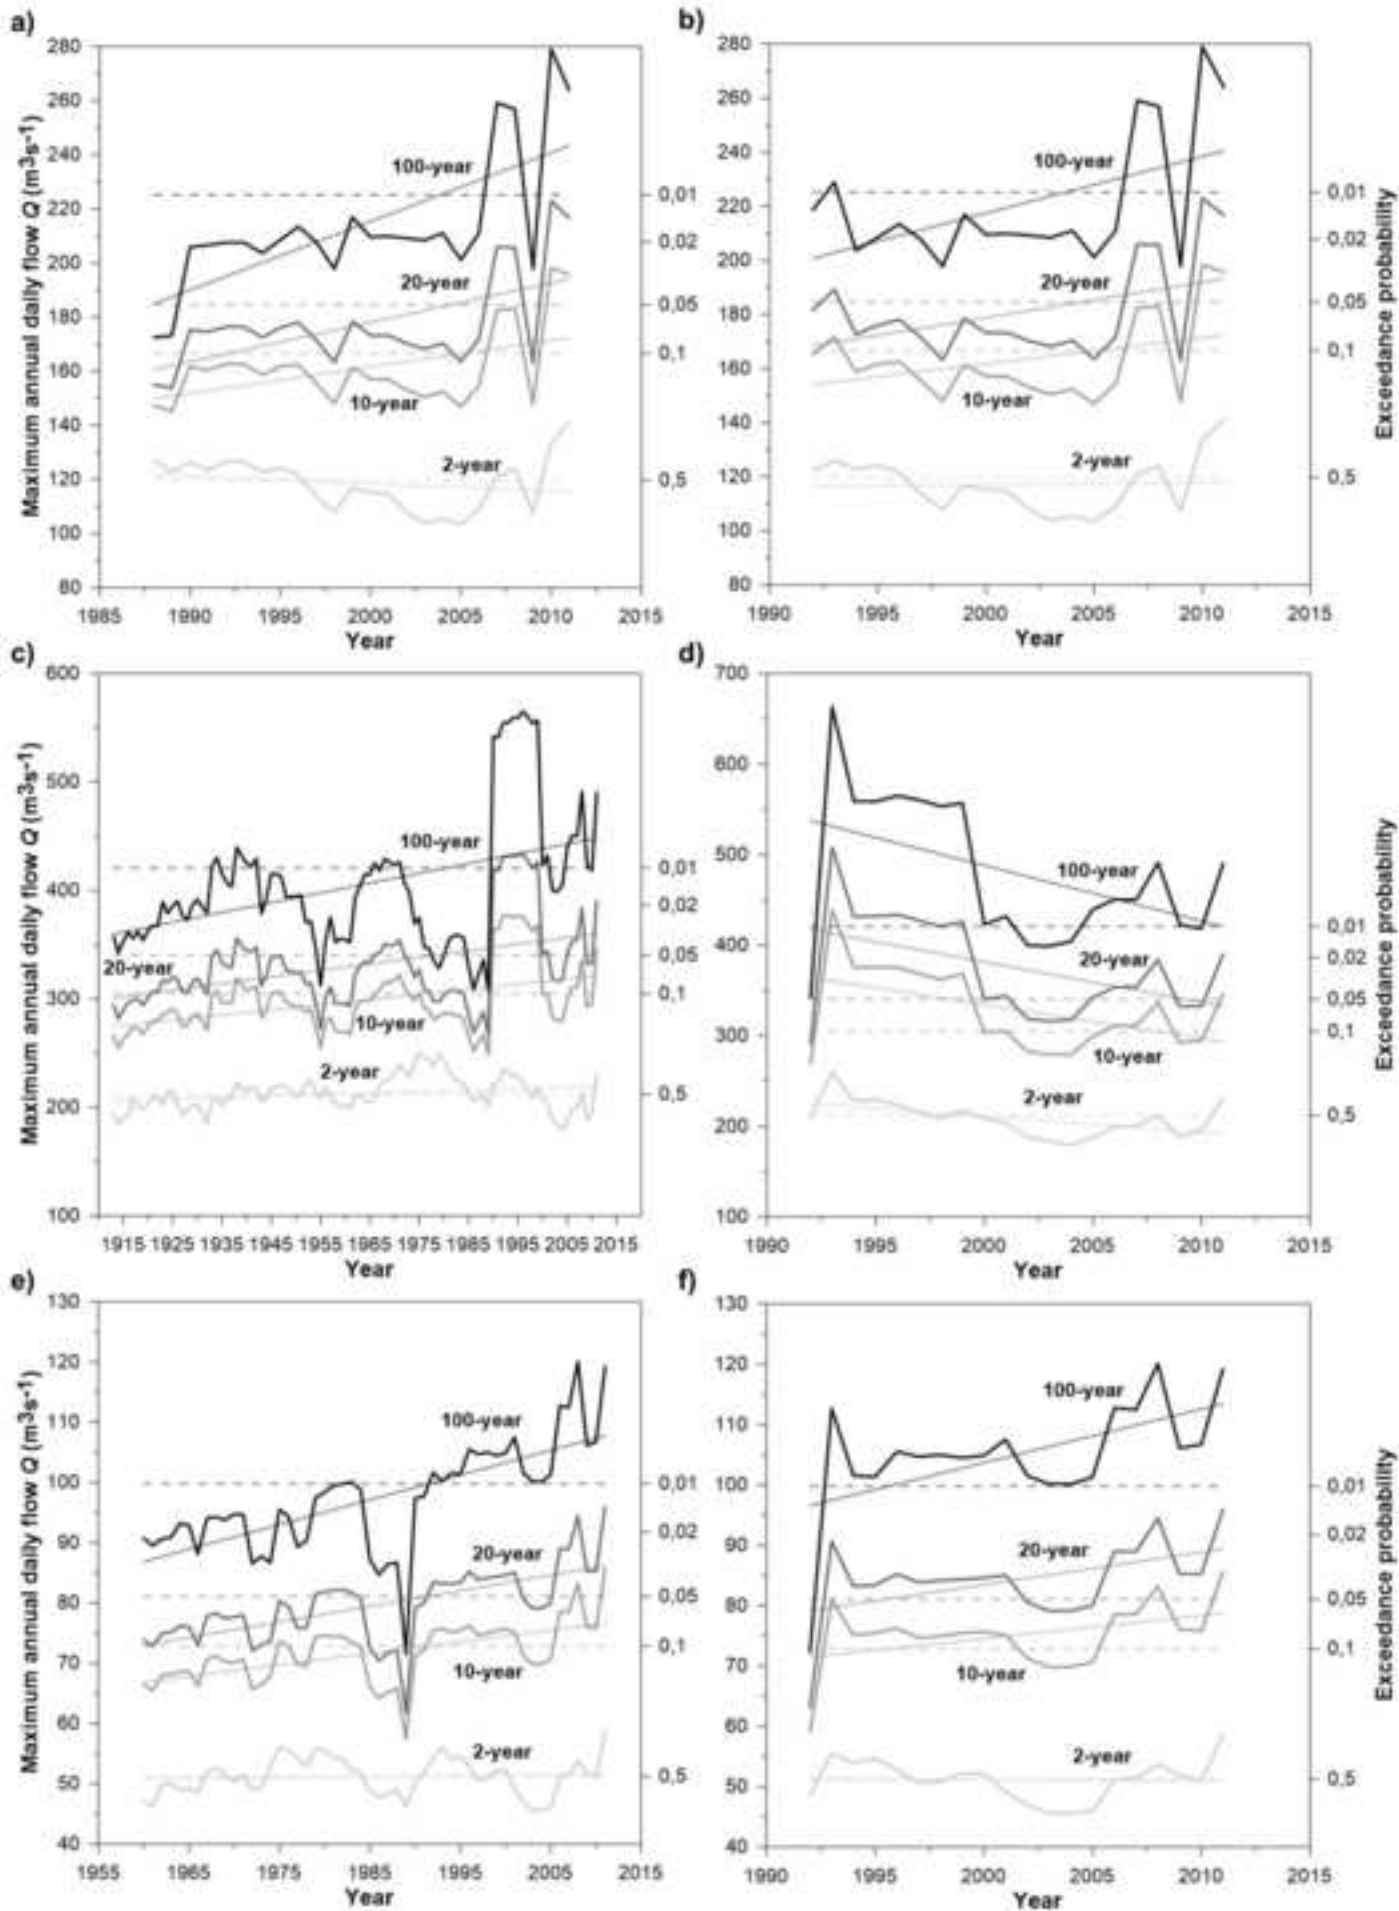 a)
Maximum annual daily flow Q (m³s⁻¹)
280
260
240
220
200
180
160
140
120
100
80
100-year
20-year
10-year
2-year
0,01
0,02
0,05
0,1
0,5
1985 1990 1995 2000 2005 2010 2015
Year
b)
280
260
240
220
200
180
160
140
120
100
80
100-year
20-year
10-year
2-year
0,01
0,02
0,05
0,1
0,5
Exceedance probability
1990 1995 2000 2005 2010 2015
Year
c)
Maximum annual daily flow Q (m³s⁻¹)
600
500
400
300
200
100
100-year
20-year
10-year
2-year
0,01
0,02
0,05
0,1
0,5
1915 1925 1935 1945 1955 1965 1975 1985 1995 2005 2015
Year
d)
700
600
500
400
300
200
100
100-year
20-year
10-year
2-year
0,01
0,02
0,05
0,1
0,5
Exceedance probability
1990 1995 2000 2005 2010 2015
Year
e)
Maximum annual daily flow Q (m³s⁻¹)
130
120
110
100
90
80
70
60
50
40
100-year
20-year
10-year
2-year
0,01
0,02
0,05
0,1
0,5
1955 1965 1975 1985 1995 2005 2015
Year
f)
130
120
110
100
90
80
70
60
50
40
100-year
20-year
10-year
2-year
0,01
0,02
0,05
0,1
0,5
Exceedance probability
1990 1995 2000 2005 2010 2015
Year